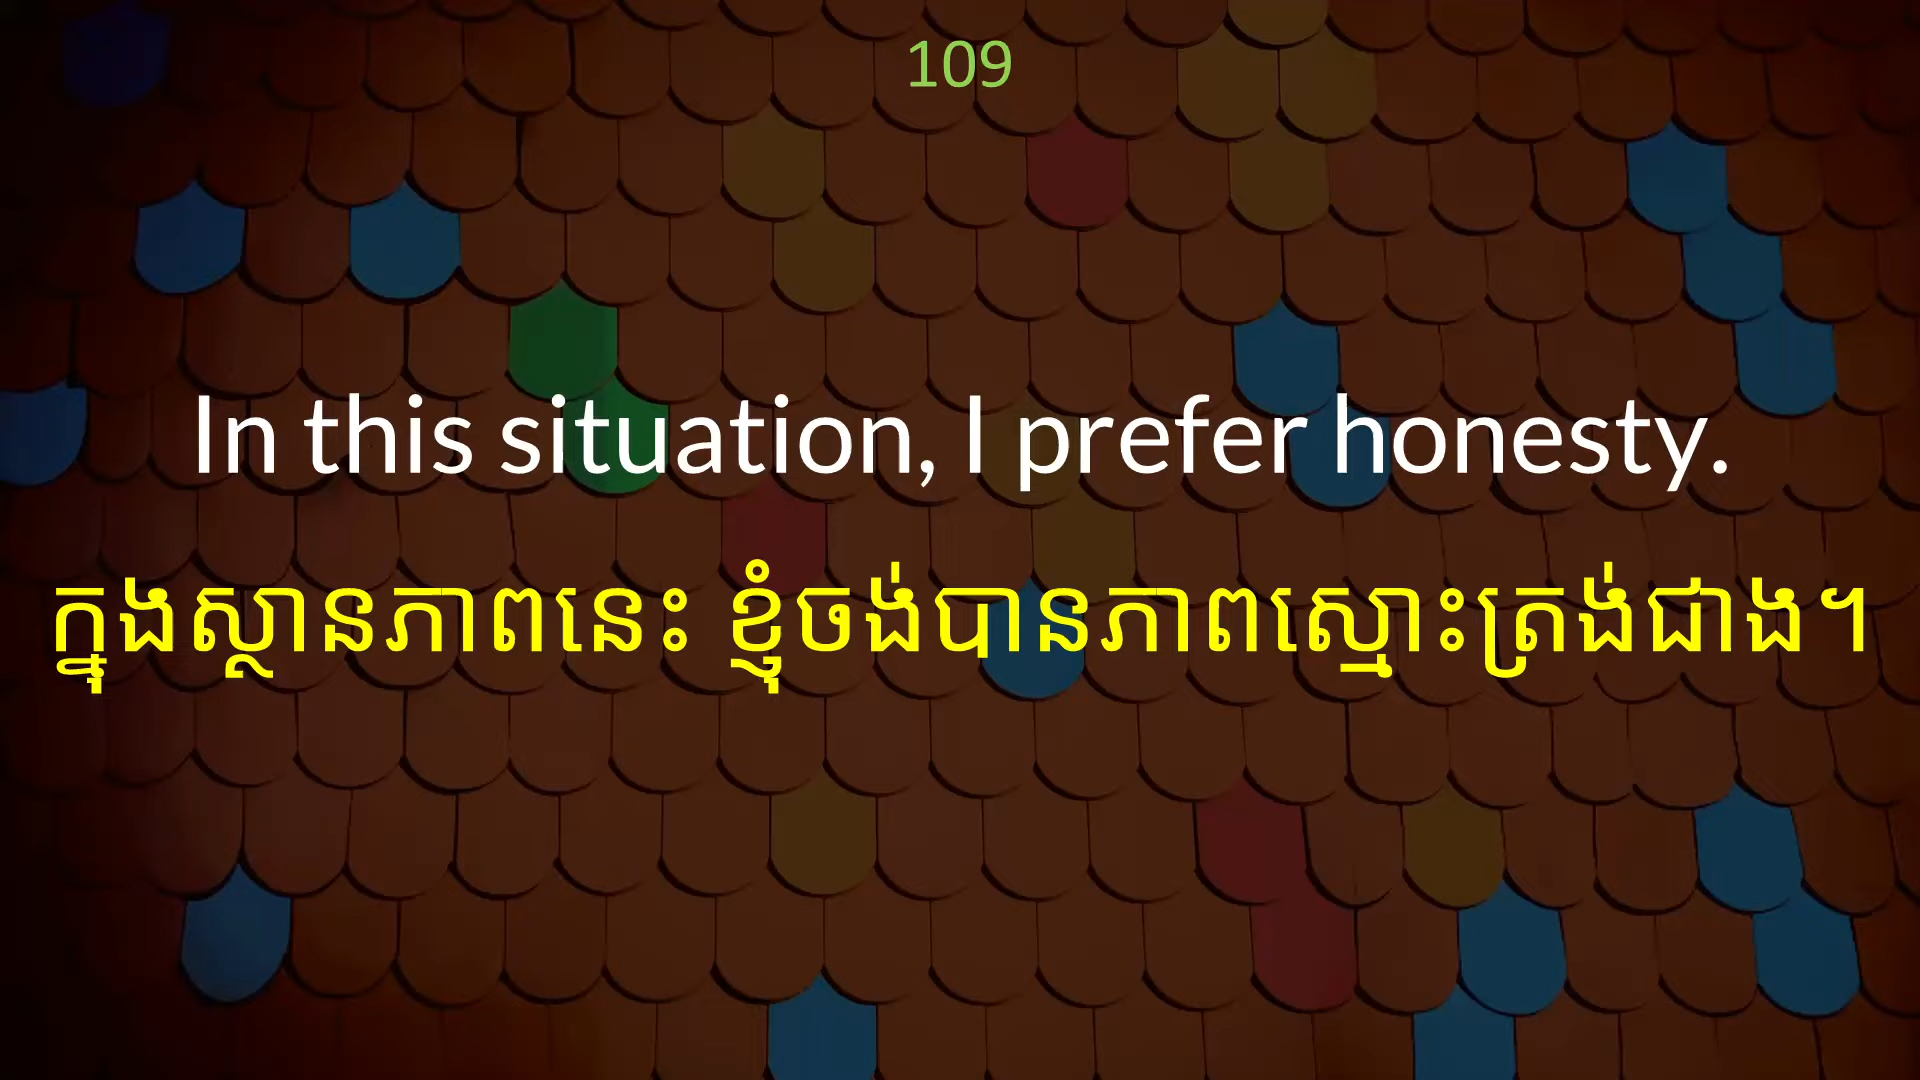 109
In this situation, I prefer honesty.
ក្នុងស្ថានភាពនេះ ខ្ញុំចង់បានភាពស្មោះត្រង់ជាង។